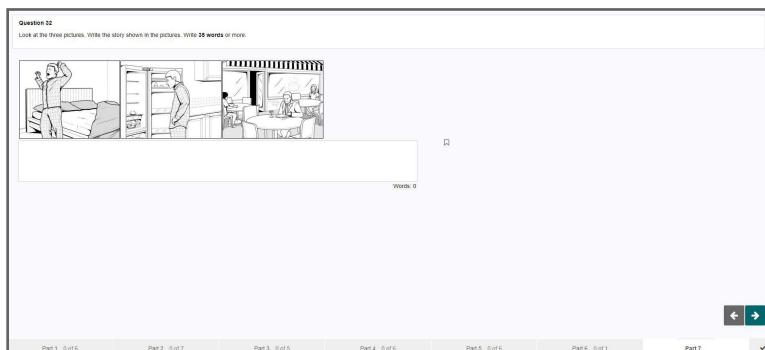 Question 32
Look at the three pictures. Write the story shown in the pictures. Write 35 words or more.
Words: 0
Part 1 0 of 6
Part 2 0 of 7
Part 3 0 of 5
Part 4 0 of 6
Part 5 0 of 6
Part 6 0 of 1
Part 7